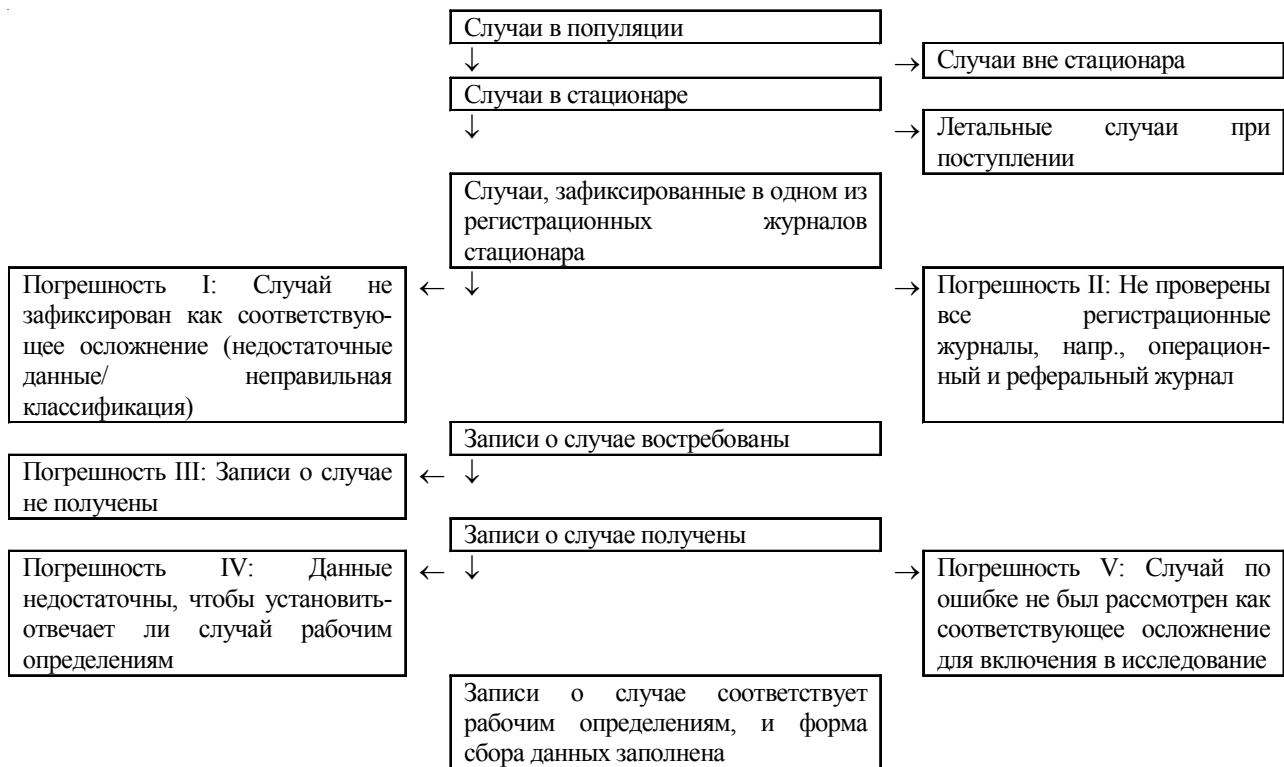 Случаи в популяции
↓
→ Случаи вне стационара
Случаи в стационаре
↓
→ Летальные случаи при
поступлении
Случаи, зафиксированные в одном из
регистрационных журналов
стационара
Погрешность I: Случай не
зафиксирован как соответствую-
щее осложнение (недостаточные
данные/ неправильная
классификация)
← ↓ →
Погрешность II: Не проверены
все регистрационные
журналы, напр., операцион-
ный и реферальный журнал
Записи о случае востребованы
Погрешность III: Записи о случае
не получены
← ↓
Записи о случае получены
Погрешность IV: Данные
недостаточны, чтобы установить-
отвечает ли случай рабочим
определениям
← ↓ →
Погрешность V: Случай по
ошибке не был рассмотрен как
соответствующее осложнение
для включения в исследование
Записи о случае соответствует
рабочим определениям, и форма
сбора данных заполнена